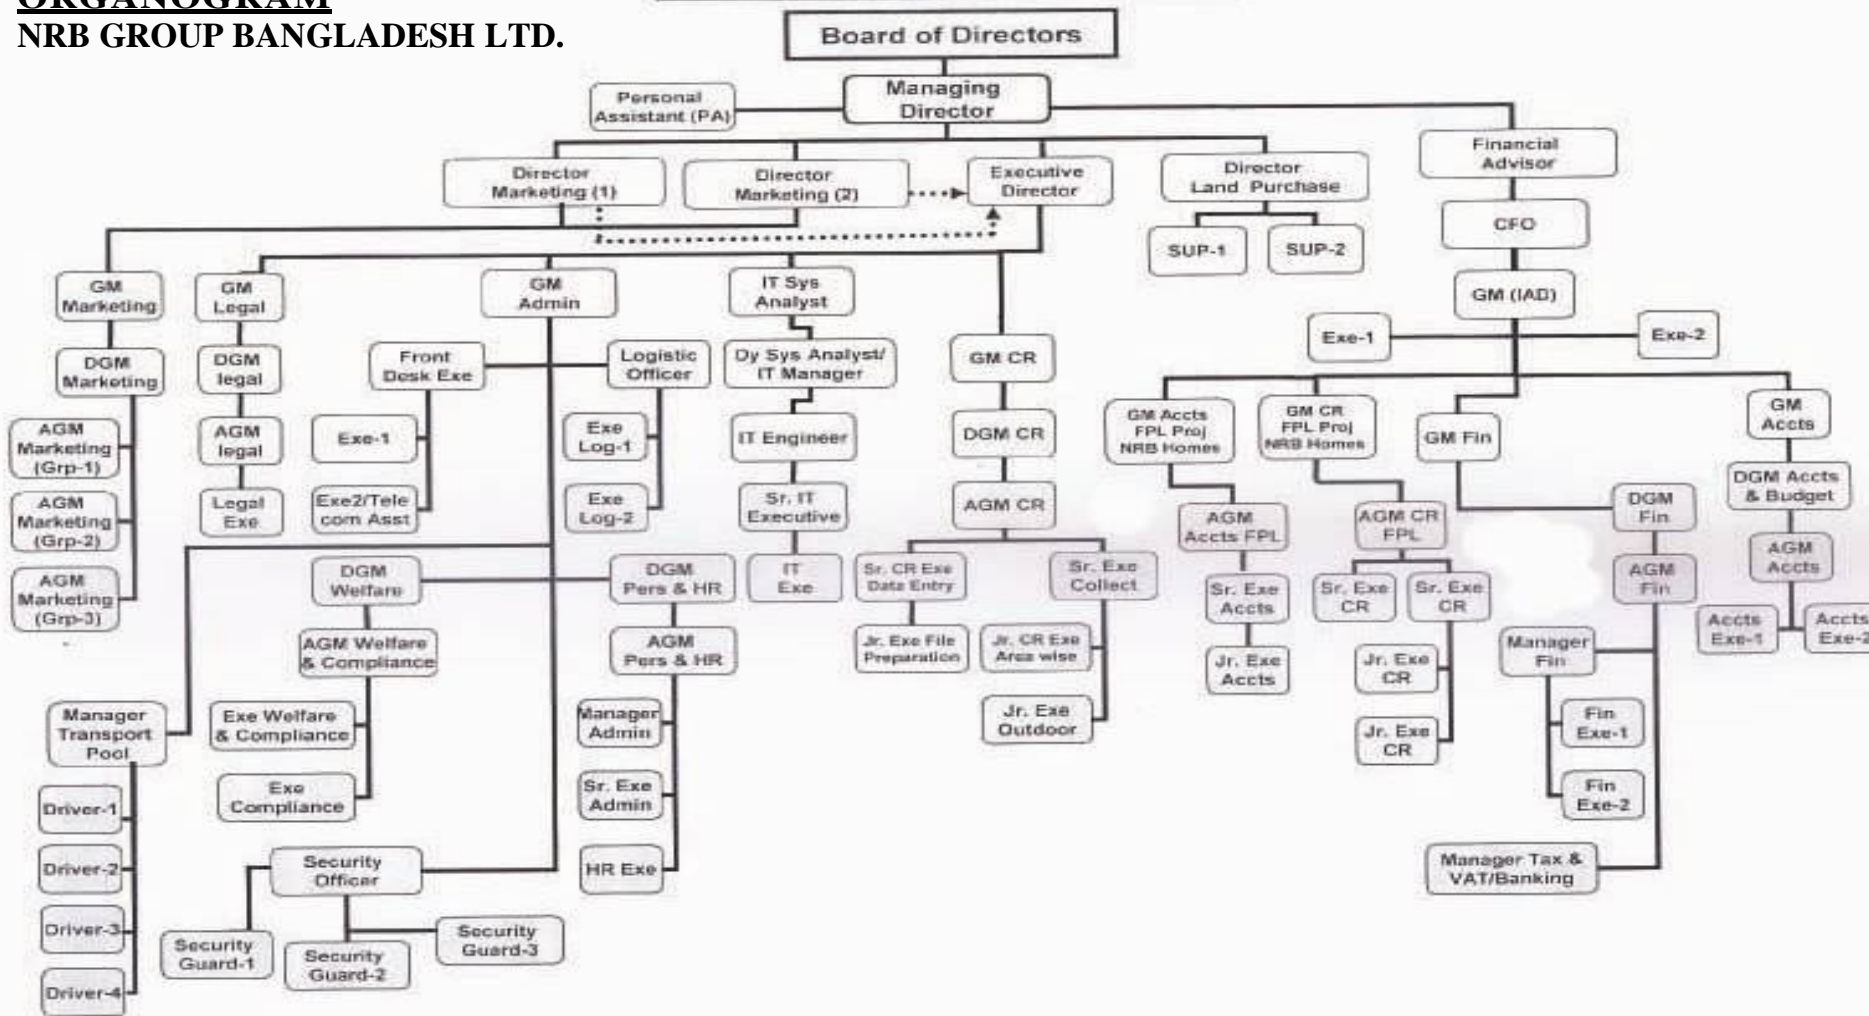 ORGANOGRAM
NRB GROUP BANGLADESH LTD.
Board of Directors
Managing
Director
Personal
Assistant (PA)
Financial
Advisor
Director
Marketing (1)
Director
Marketing (2)
Executive
Director
Director
Land Purchase
CFO
SUP-1
SUP-2
GM
Marketing
GM
Legal
GM
Admin
IT Sys
Analyst
GM (IAD)
Exe-1
Exe-2
DGM
Marketing
DGM
legal
Front
Desk Exe
Logistic
Officer
Dy Sys Analyst/
IT Manager
GM CR
GM Accts
FPL Proj
NRB Homes
GM CR
FPL Proj
NRB Homes
GM Fin
GM
Accts
AGM
Marketing
(Grp-1)
AGM
legal
Exe-1
Exe
Log-1
IT Engineer
DGM CR
DGM Accts
& Budget
AGM
Marketing
(Grp-2)
Legal
Exe
Exe2/Tele
com Asst
Exe
Log-2
Sr. IT
Executive
AGM CR
AGM
Accts FPL
AGM CR
FPL
DGM
Fin
AGM
Marketing
(Grp-3)
DGM
Welfare
DGM
Pers & HR
IT
Exe
Sr. CR Exe
Data Entry
Sr. Exe
Collect
Sr. Exe
Accts
Sr. Exe
CR
Sr. Exe
CR
AGM
Fin
AGM
Accts
AGM Welfare
& Compliance
AGM
Pers & HR
Jr. Exe File
Preparation
Jr. CR Exe
Area wise
Jr. Exe
Accts
Jr. Exe
CR
Manager
Fin
Accts
Exe-1
Accts
Exe-2
Manager
Transport
Pool
Exe Welfare
& Compliance
Manager
Admin
Jr. Exe
Outdoor
Jr. Exe
CR
Fin
Exe-1
Driver-1
Exe
Compliance
Sr. Exe
Admin
Fin
Exe-2
Driver-2
Security
Officer
HR Exe
Manager Tax &
VAT/Banking
Driver-3
Security
Guard-1
Security
Guard-2
Security
Guard-3
Driver-4